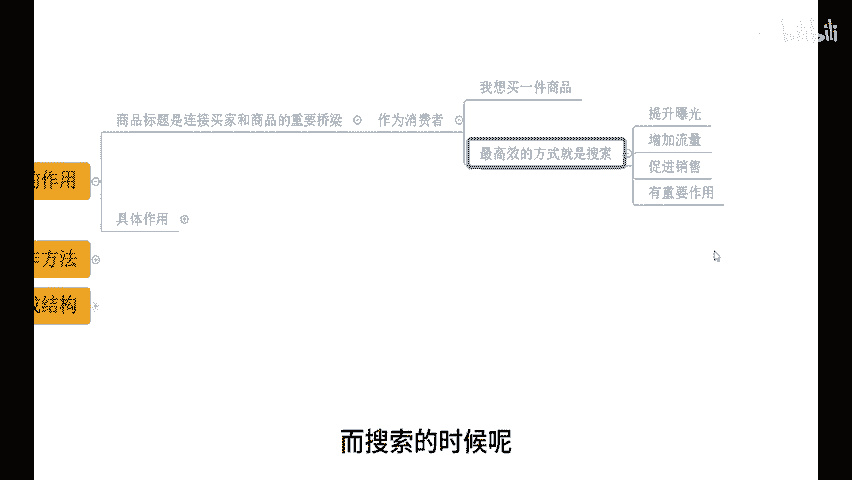 bilibili
我想买一件商品
商品标题是连接买家和商品的重要桥梁
作为消费者
最高效的方式就是搜索
提升曝光
增加流量
促进销售
有重要作用
的作用
具体作用
作方法
成结构
而搜索的时候呢